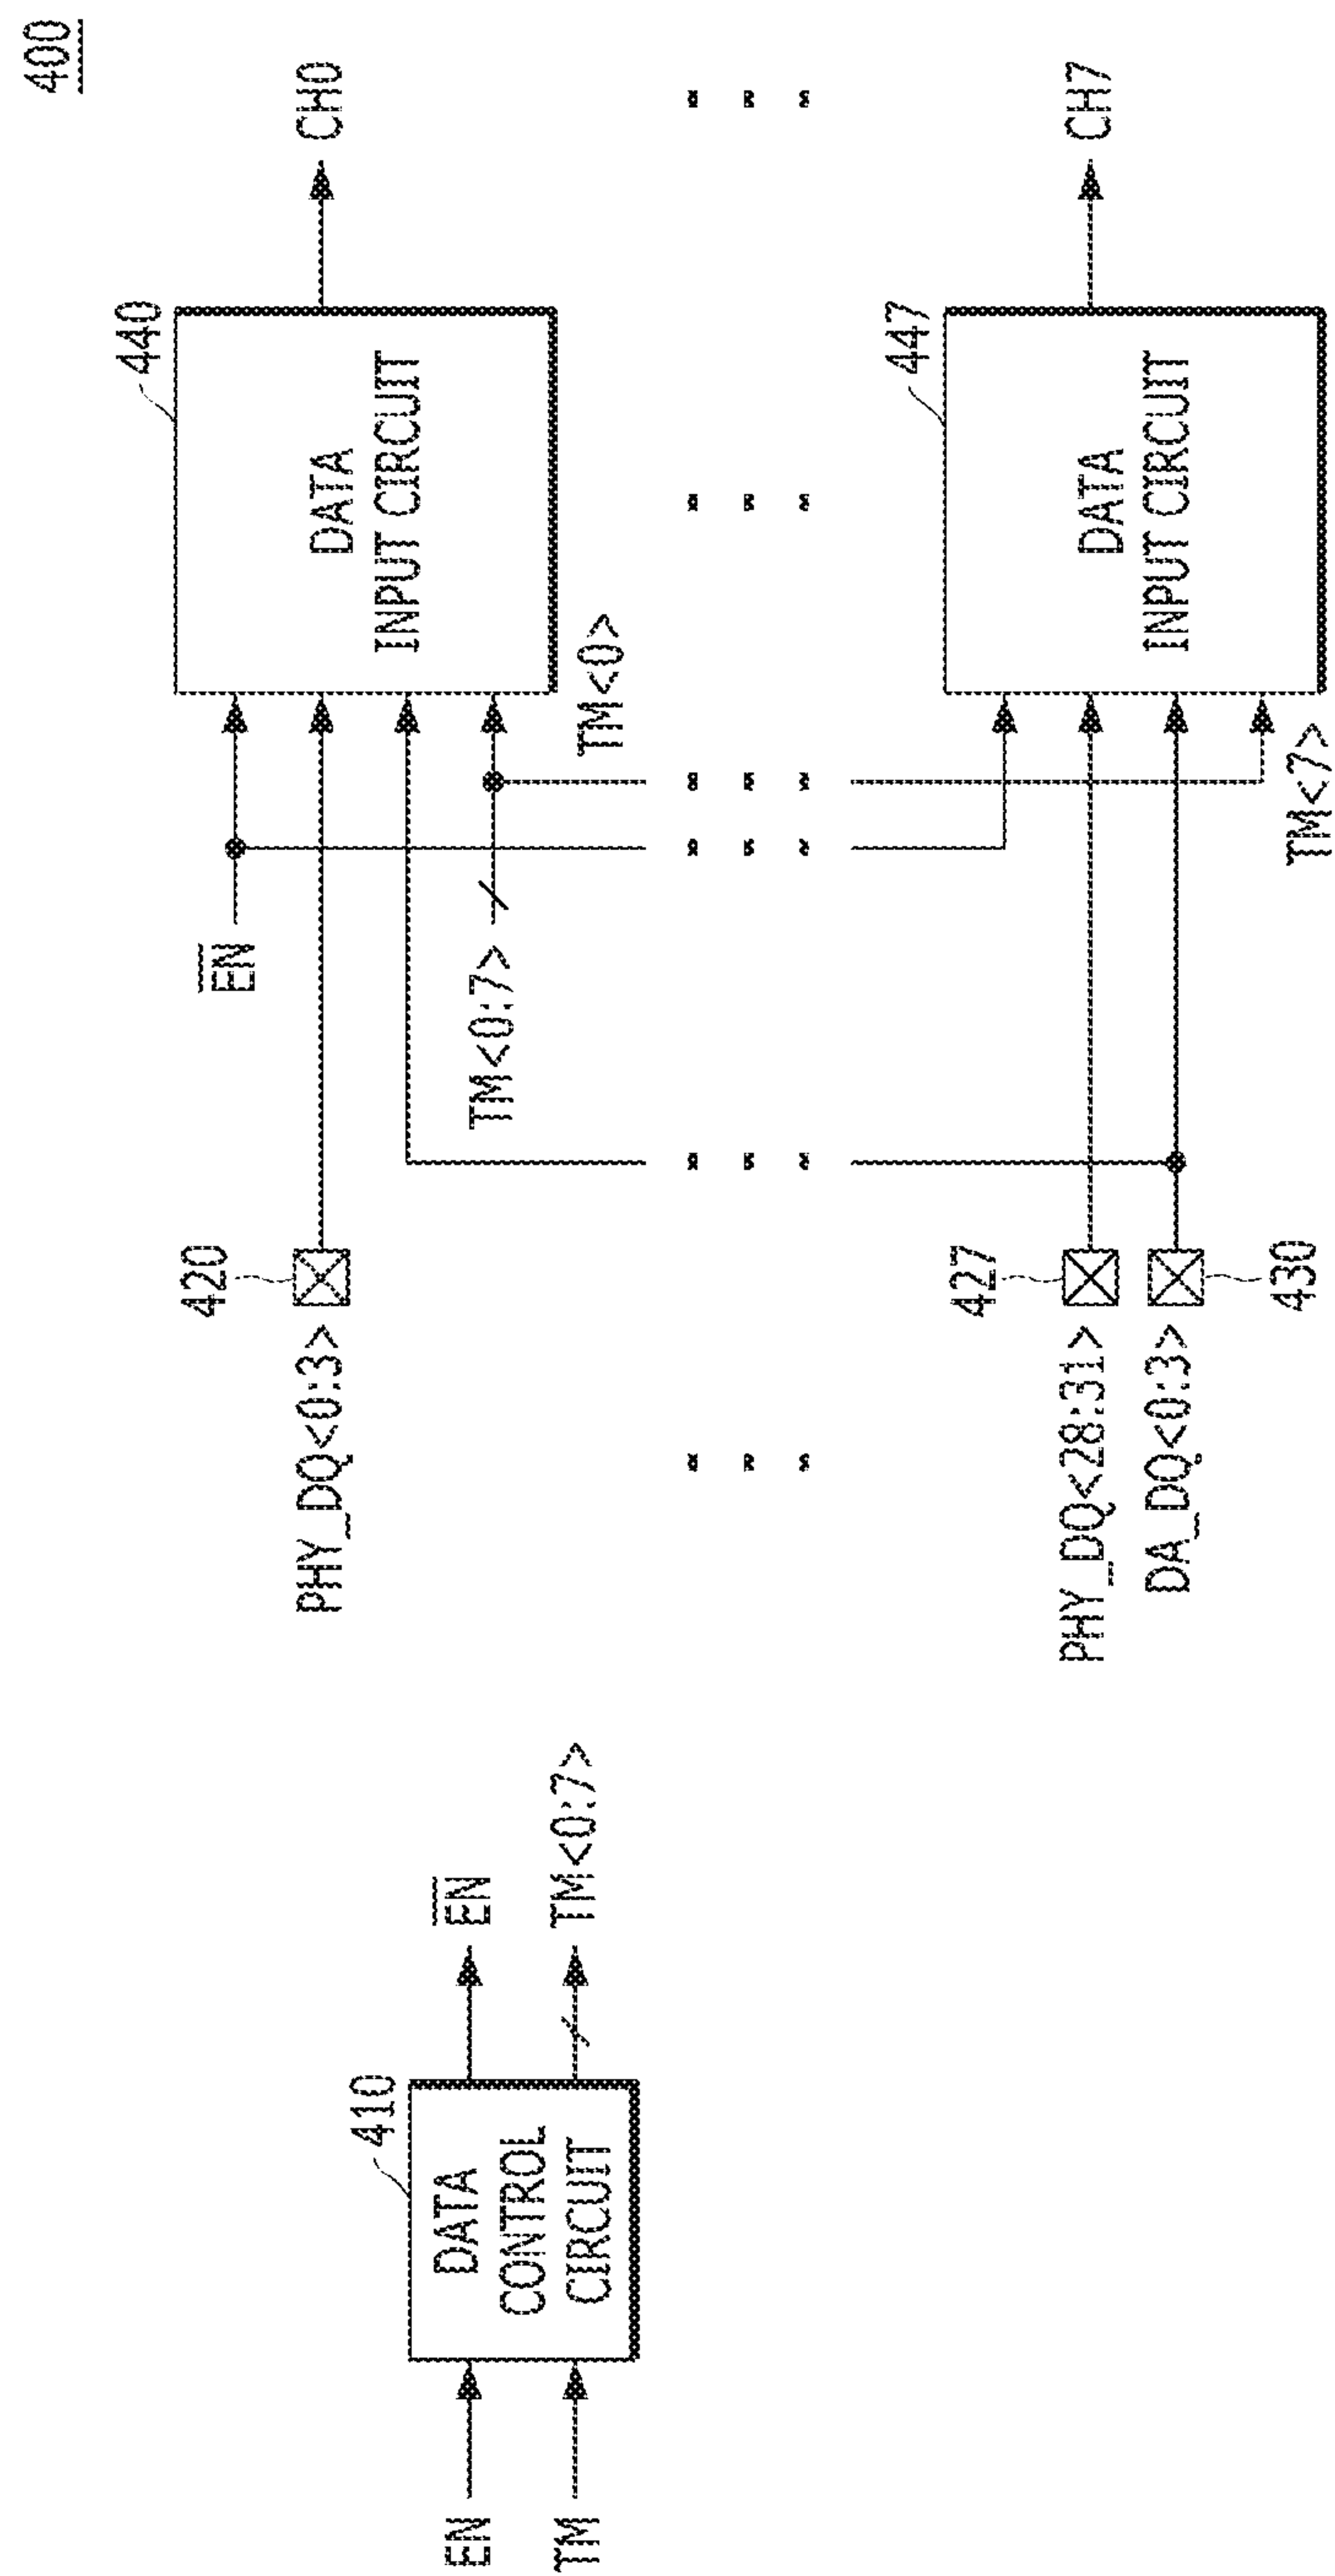 400
EN
TM
410
DATA
CONTROL
CIRCUIT
EN
TM<0:7>
PHY_DQ<0:3>
420
EN
TM<0:7>
TM<0>
440
DATA
INPUT CIRCUIT
CH0
PHY_DQ<28:31>
427
DA_DQ<0:3>
430
TM<7>
447
DATA
INPUT CIRCUIT
CH7